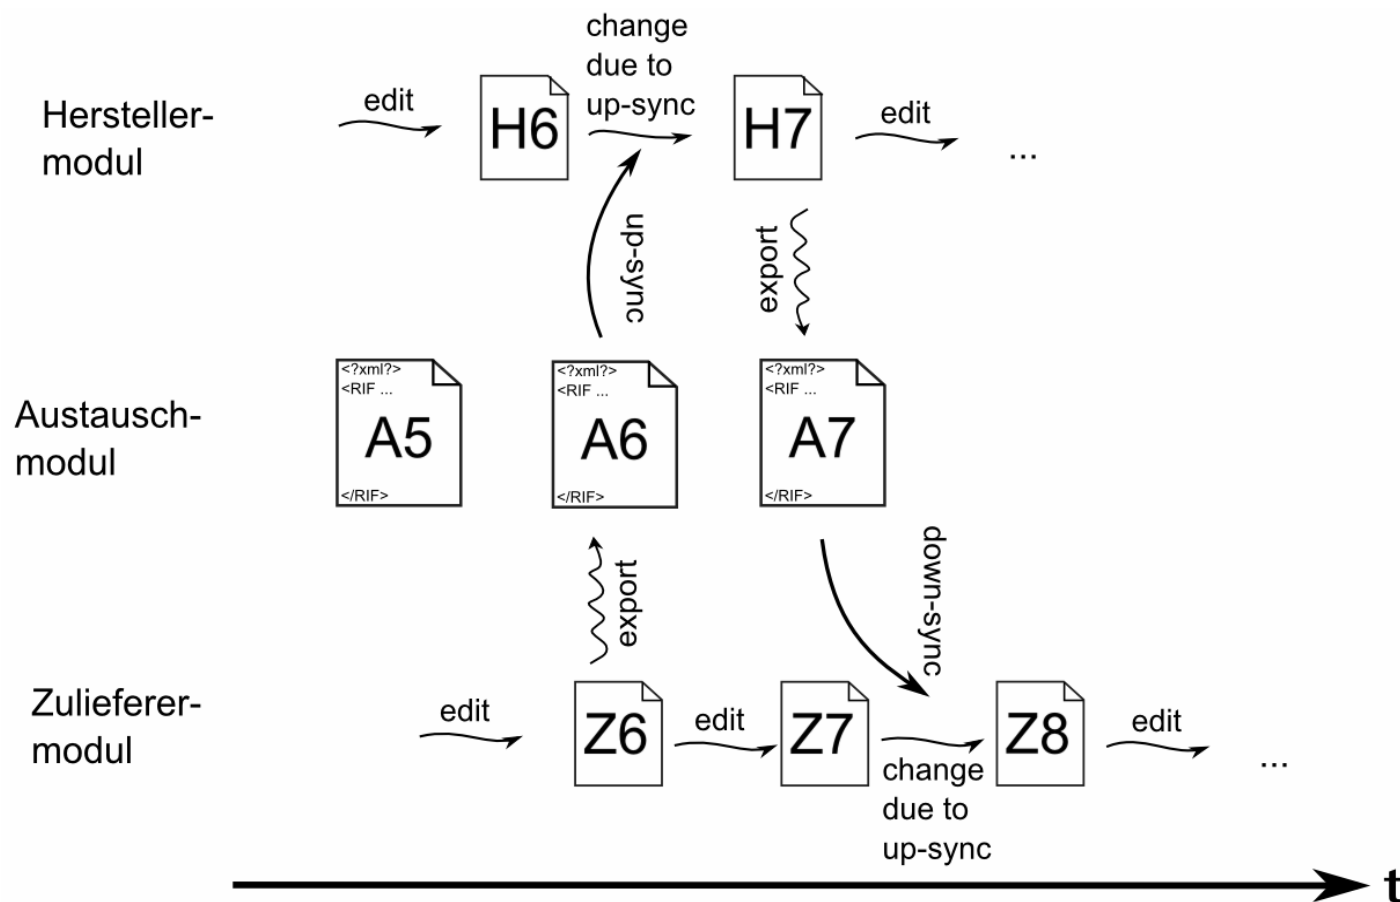 change
due to
up-sync
Hersteller-
modul
edit
H6
H7
edit
...
up-sync
export
Austausch-
modul
<?xml?>
<RIF ...
A5
</RIF>
<?xml?>
<RIF ...
A6
</RIF>
<?xml?>
<RIF ...
A7
</RIF>
export
down-sync
Zulieferer-
modul
edit
Z6
edit
Z7
change
due to
up-sync
Z8
edit
...
t